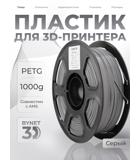 ПЛАСТИК
ДЛЯ 3D-ПРИНТЕРА
PETG
1000g
Совместим
с AMS
BYNET
3D
Серый